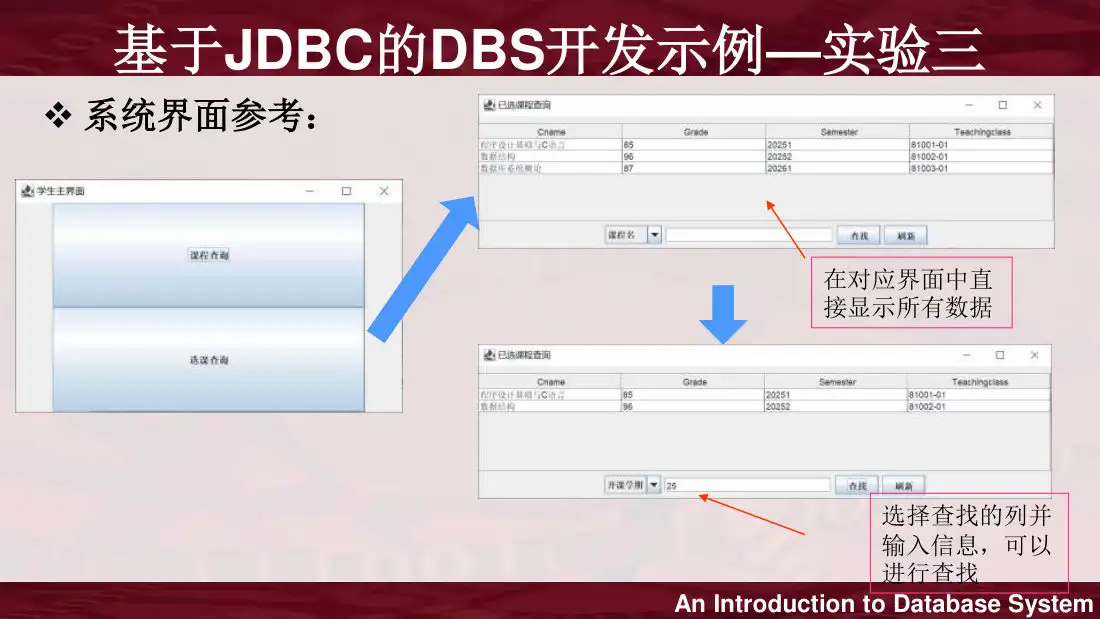 基于JDBC的DBS开发示例—实验三
❖ 系统界面参考：
学生主界面
课程查询
选课查询
已选课程查询
Cname Grade Semester Teachingclass
程序设计基础与C语言 85 20251 81001-01
数据结构 96 20252 81002-01
数据库系统概论 87 20261 81003-01
课程名 查找 刷新
在对应界面中直
接显示所有数据
已选课程查询
Cname Grade Semester Teachingclass
程序设计基础与C语言 85 20251 81001-01
数据结构 96 20252 81002-01
开课学期 25 查找 刷新
选择查找的列并
输入信息，可以
进行查找
An Introduction to Database System